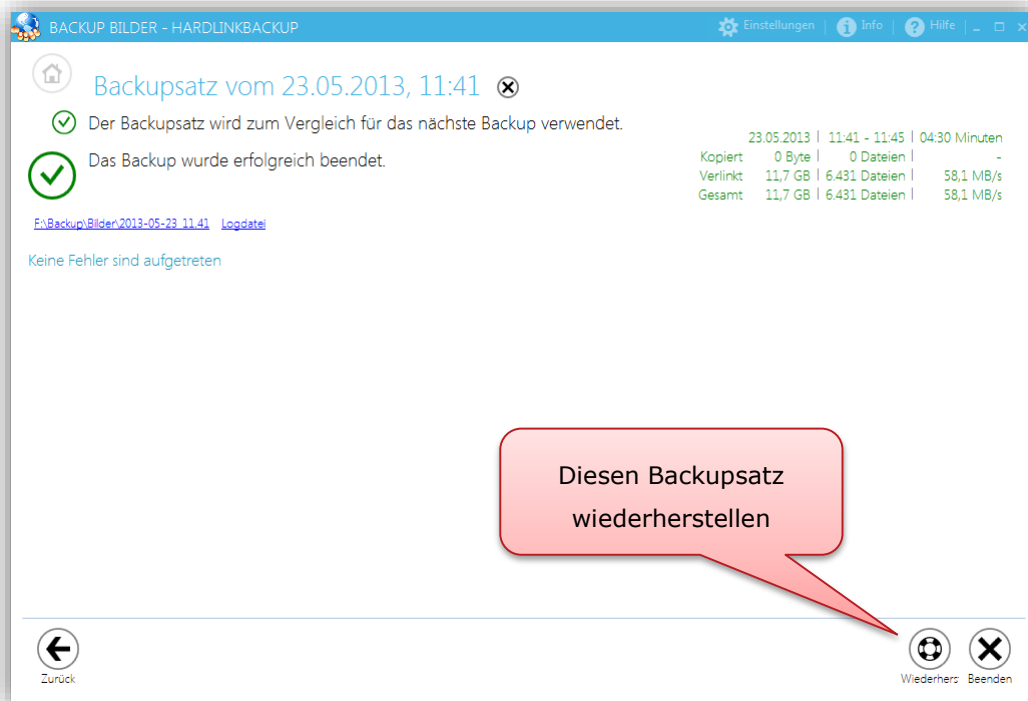 BACKUP BILDER - HARDLINKBACKUP
Einstellungen | Info | Hilfe
Backupsatz vom 23.05.2013, 11:41
Der Backupsatz wird zum Vergleich für das nächste Backup verwendet.
Das Backup wurde erfolgreich beendet.
23.05.2013 | 11:41 - 11:45 | 04:30 Minuten
Kopiert 0 Byte | 0 Dateien | -
Verlinkt 11,7 GB | 6.431 Dateien | 58,1 MB/s
Gesamt 11,7 GB | 6.431 Dateien | 58,1 MB/s
F:\Backup\Bilder\2013-05-23_11.41 Logdatei
Keine Fehler sind aufgetreten
Diesen Backupsatz
wiederherstellen
Zurück
Wiederhers Beenden